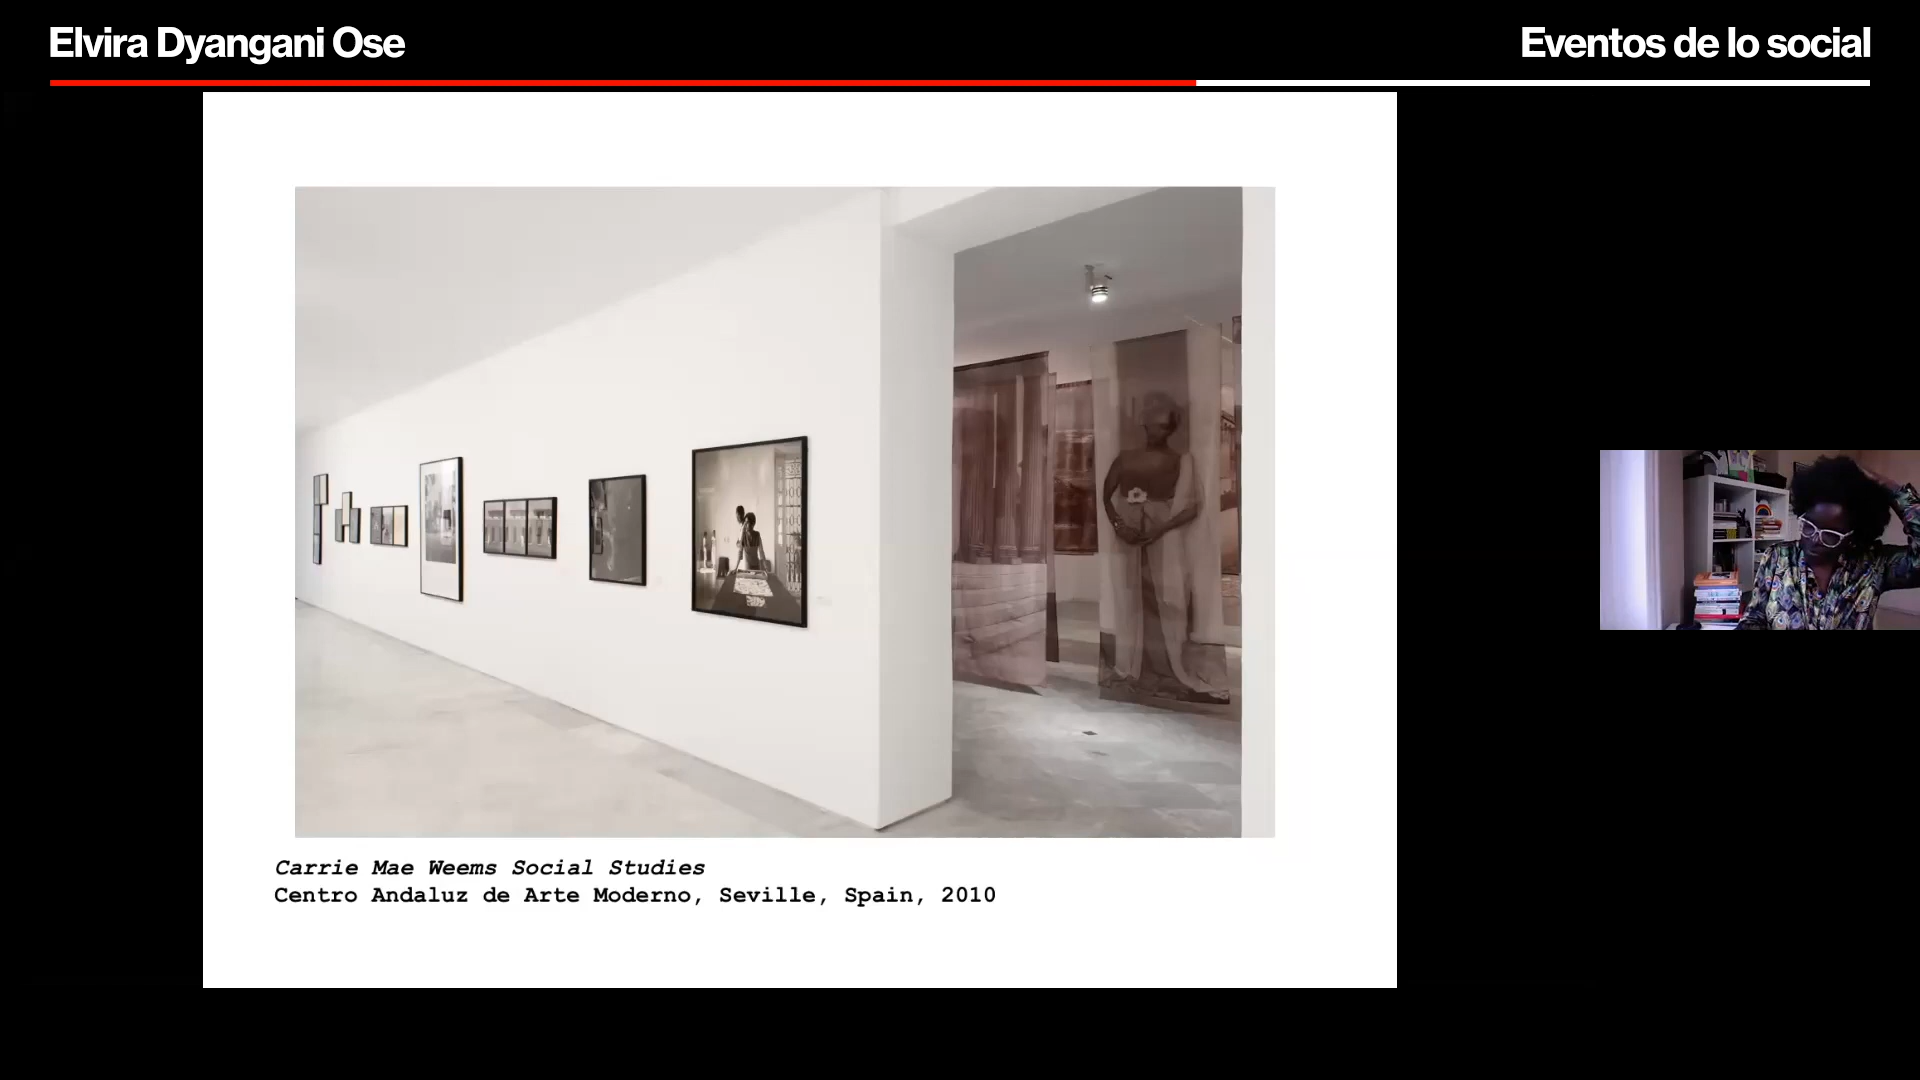 Elvira Dyangani Ose
Eventos de lo social
Carrie Mae Weems Social Studies
Centro Andaluz de Arte Moderno, Seville, Spain, 2010